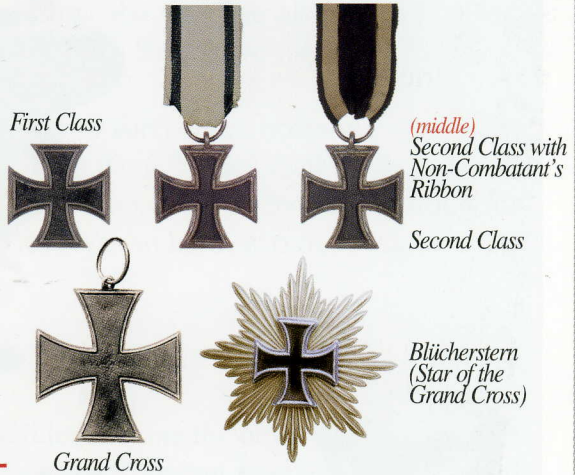 First Class
(middle)
Second Class with
Non-Combatant's
Ribbon
Second Class
Blücherstern
(Star of the
Grand Cross)
Grand Cross